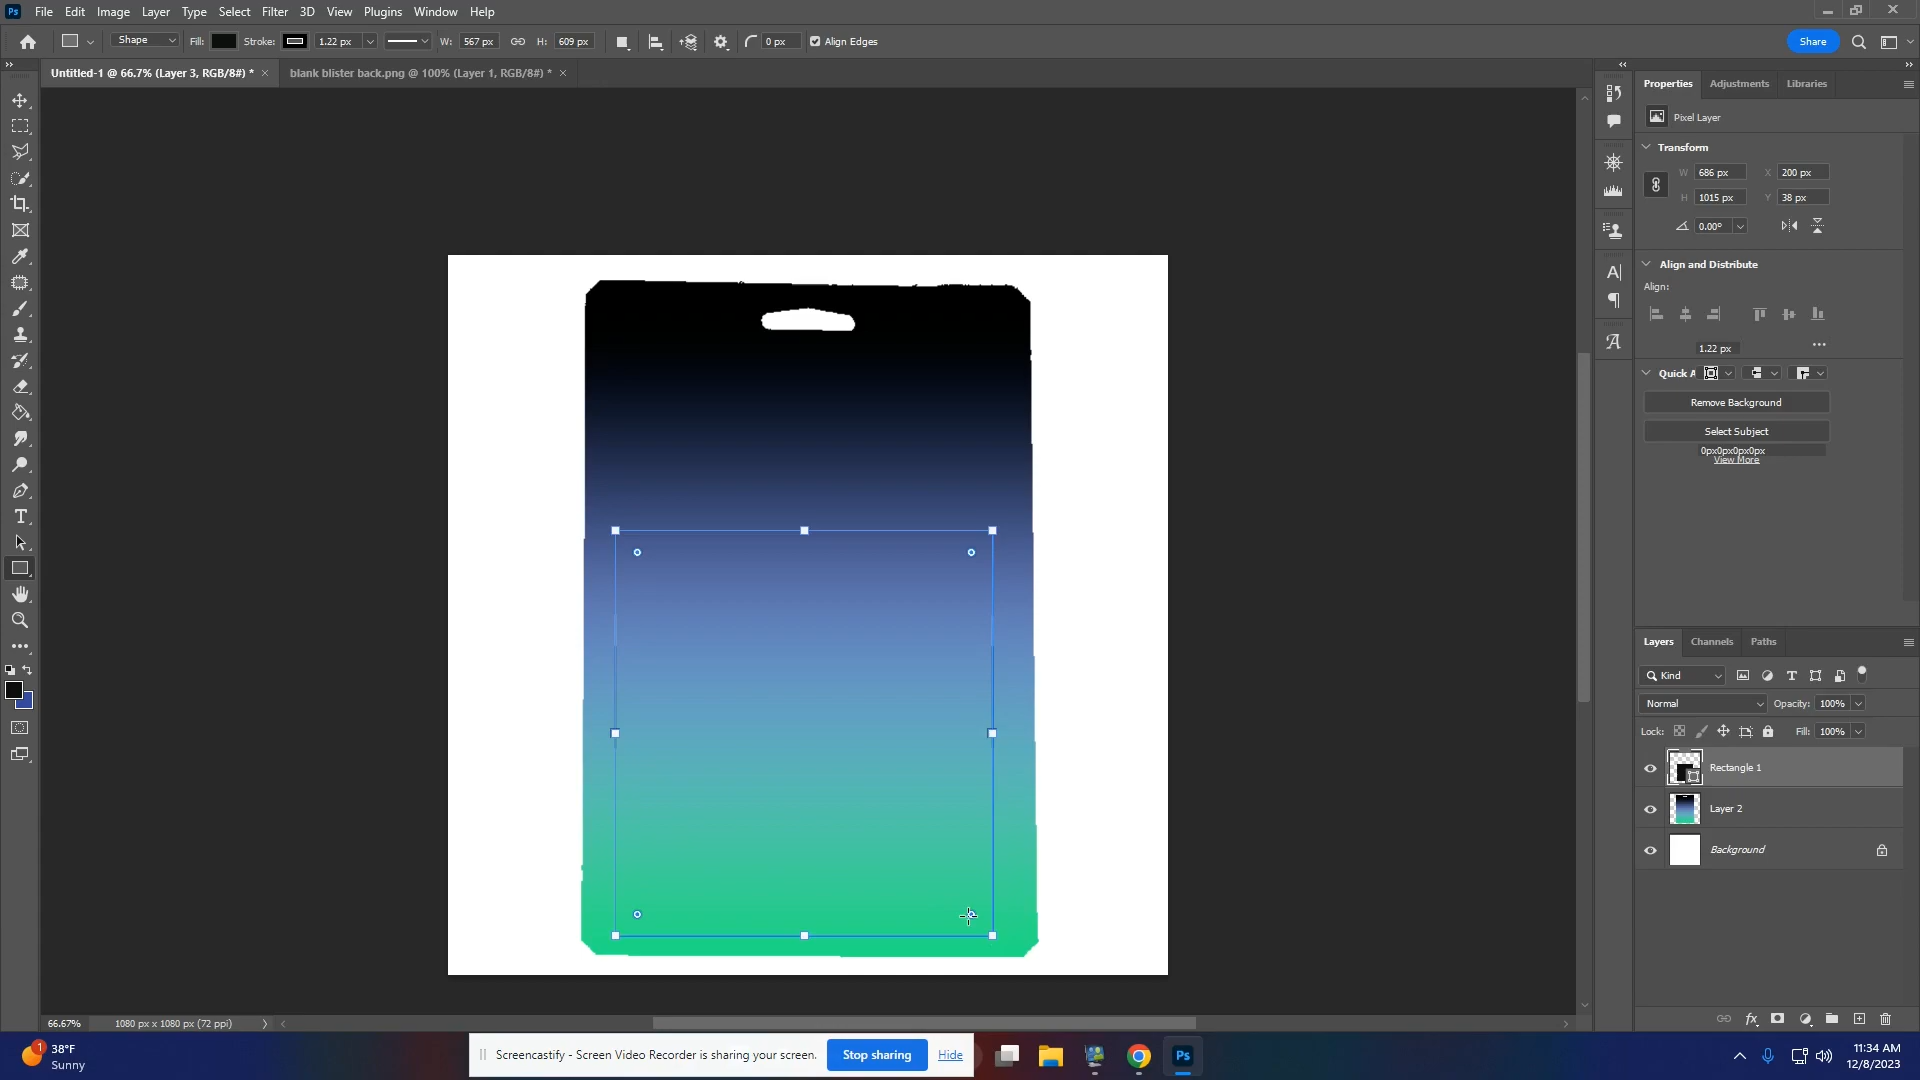 Ps File Edit Image Layer Type Select Filter 3D View Plugins Window Help
Shape Fill: Stroke: 1.22 px W: 567 px H: 609 px 0 px Align Edges Share
Untitled-1 @ 66.7% (Layer 3, RGB/8#) * × blank blister back.png @ 100% (Layer 1, RGB/8#) * ×
Properties Adjustments Libraries
Pixel Layer
Transform
W 686 px X 200 px
H 1015 px Y 38 px
0.00°
Align and Distribute
Align:
1.22 px
Quick A
Remove Background
Select Subject
0px0px0px0px
View More
Layers Channels Paths
Kind
Normal Opacity: 100%
Lock: Fill: 100%
Rectangle 1
Layer 2
Background
66.67% 1080 px x 1080 px (72 ppi)
1 38°F
Sunny
Screencastify - Screen Video Recorder is sharing your screen. Stop sharing Hide
Ps
11:34 AM
12/8/2023